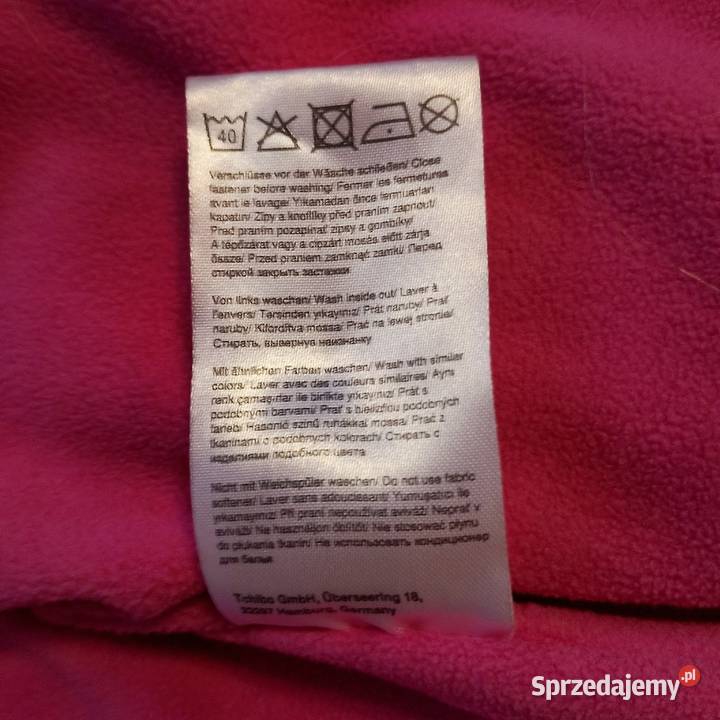 40
Verschlüsse vor der Wäsche schließen/ Close
fastener before washing/ Fermer les fermetures
avant le lavage/ Yıkamadan önce fermuarları
kapatın/ Zipy a knoflíky před praním zapnout/
Pred praním pozapínať zipsy a gombíky/
A tépőzárat vagy a cipzárt mosás előtt zárja
össze/ Przed praniem zamknąć zamki/ Перед
стиркой закрыть застежки
Von links waschen/ Wash inside out/ Laver à
l'envers/ Tersinden yıkayınız/ Prát naruby/ Prať
naruby/ Kifordítva mossa/ Prać na lewej stronie/
Стирать, вывернув наизнанку
Mit ähnlichen Farben waschen/ Wash with similar
colors/ Laver avec des couleurs similaires/ Aynı
renk çamaşırlar ile birlikte yıkayınız/ Prát s
podobnými barvami/ Prať s bielizňou podobných
farieb/ Hasonló színű ruhákkal mossa/ Prać z
tkaninami o podobnych kolorach/ Стирать с
изделиями подобного цвета
Nicht mit Weichspüler waschen/ Do not use fabric
softener/ Laver sans adoucissant/ Yumuşatıcı ile
yıkamayınız/ Při praní nepoužívat aviváž/ Neprať v
aviváži/ Ne használjon öblítőt/ Nie stosować płynu
do płukania tkanin/ Не использовать кондиционер
для белья
Tchibo GmbH, Überseering 18,
22297 Hamburg, Germany
Sprzedajemy.pl